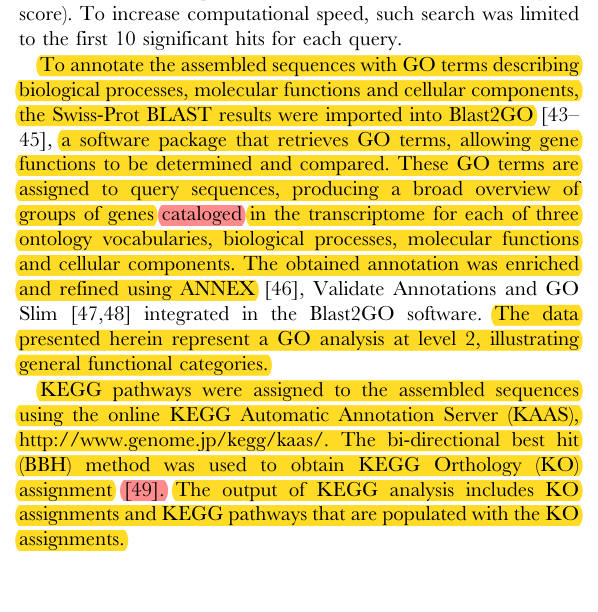 score). To increase computational speed, such search was limited
to the first 10 significant hits for each query.
To annotate the assembled sequences with GO terms describing
biological processes, molecular functions and cellular components,
the Swiss-Prot BLAST results were imported into Blast2GO [43–
45], a software package that retrieves GO terms, allowing gene
functions to be determined and compared. These GO terms are
assigned to query sequences, producing a broad overview of
groups of genes cataloged in the transcriptome for each of three
ontology vocabularies, biological processes, molecular functions
and cellular components. The obtained annotation was enriched
and refined using ANNEX [46], Validate Annotations and GO
Slim [47,48] integrated in the Blast2GO software. The data
presented herein represent a GO analysis at level 2, illustrating
general functional categories.
KEGG pathways were assigned to the assembled sequences
using the online KEGG Automatic Annotation Server (KAAS),
http://www.genome.jp/kegg/kaas/. The bi-directional best hit
(BBH) method was used to obtain KEGG Orthology (KO)
assignment [49]. The output of KEGG analysis includes KO
assignments and KEGG pathways that are populated with the KO
assignments.